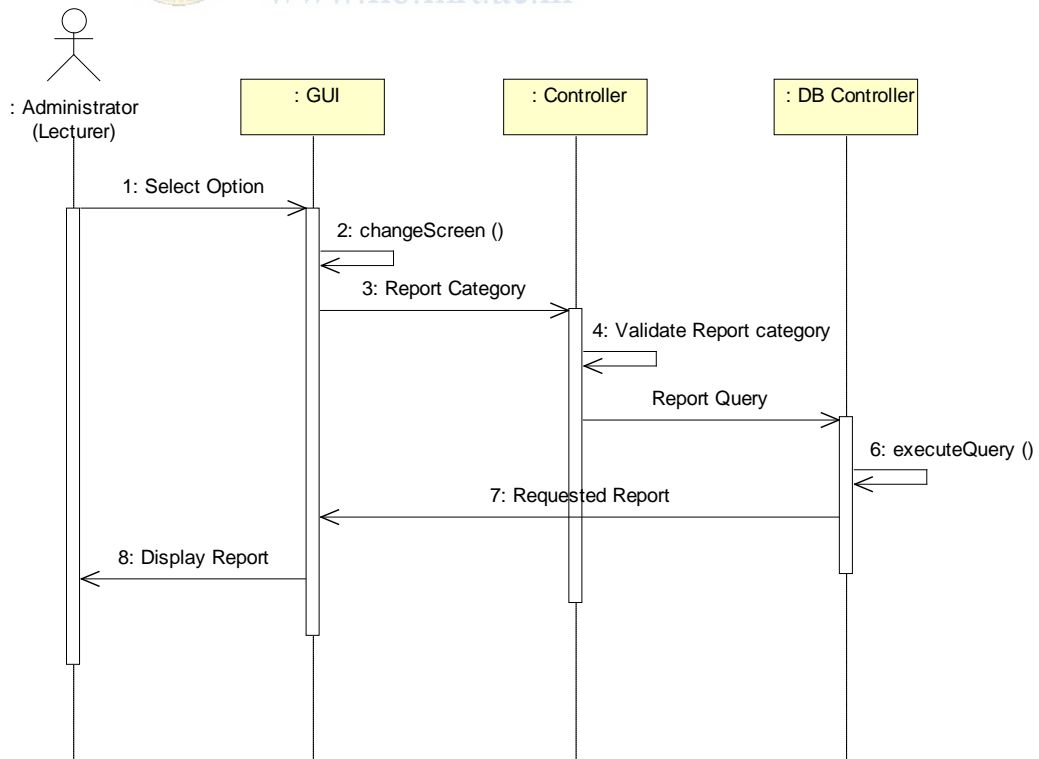 : Administrator
(Lecturer)
: GUI
: Controller
: DB Controller
1: Select Option
2: changeScreen ()
3: Report Category
4: Validate Report category
Report Query
6: executeQuery ()
7: Requested Report
8: Display Report